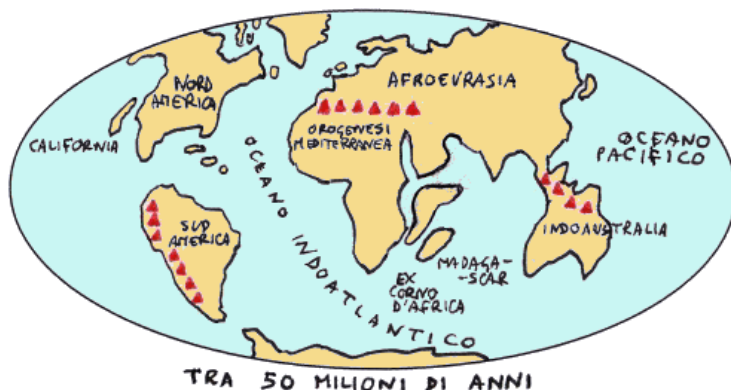 NORD
AMERICA
AFROEURASIA
OROGENESI
MEDITERRANEA
CALIFORNIA
OCEANO
PACIFICO
OCEANO INDOATLANTICO
SUD
AMERICA
INDOAUSTRALIA
MADAGA-
-SCAR
EX
CORNO
D'AFRICA
TRA 50 MILIONI DI ANNI